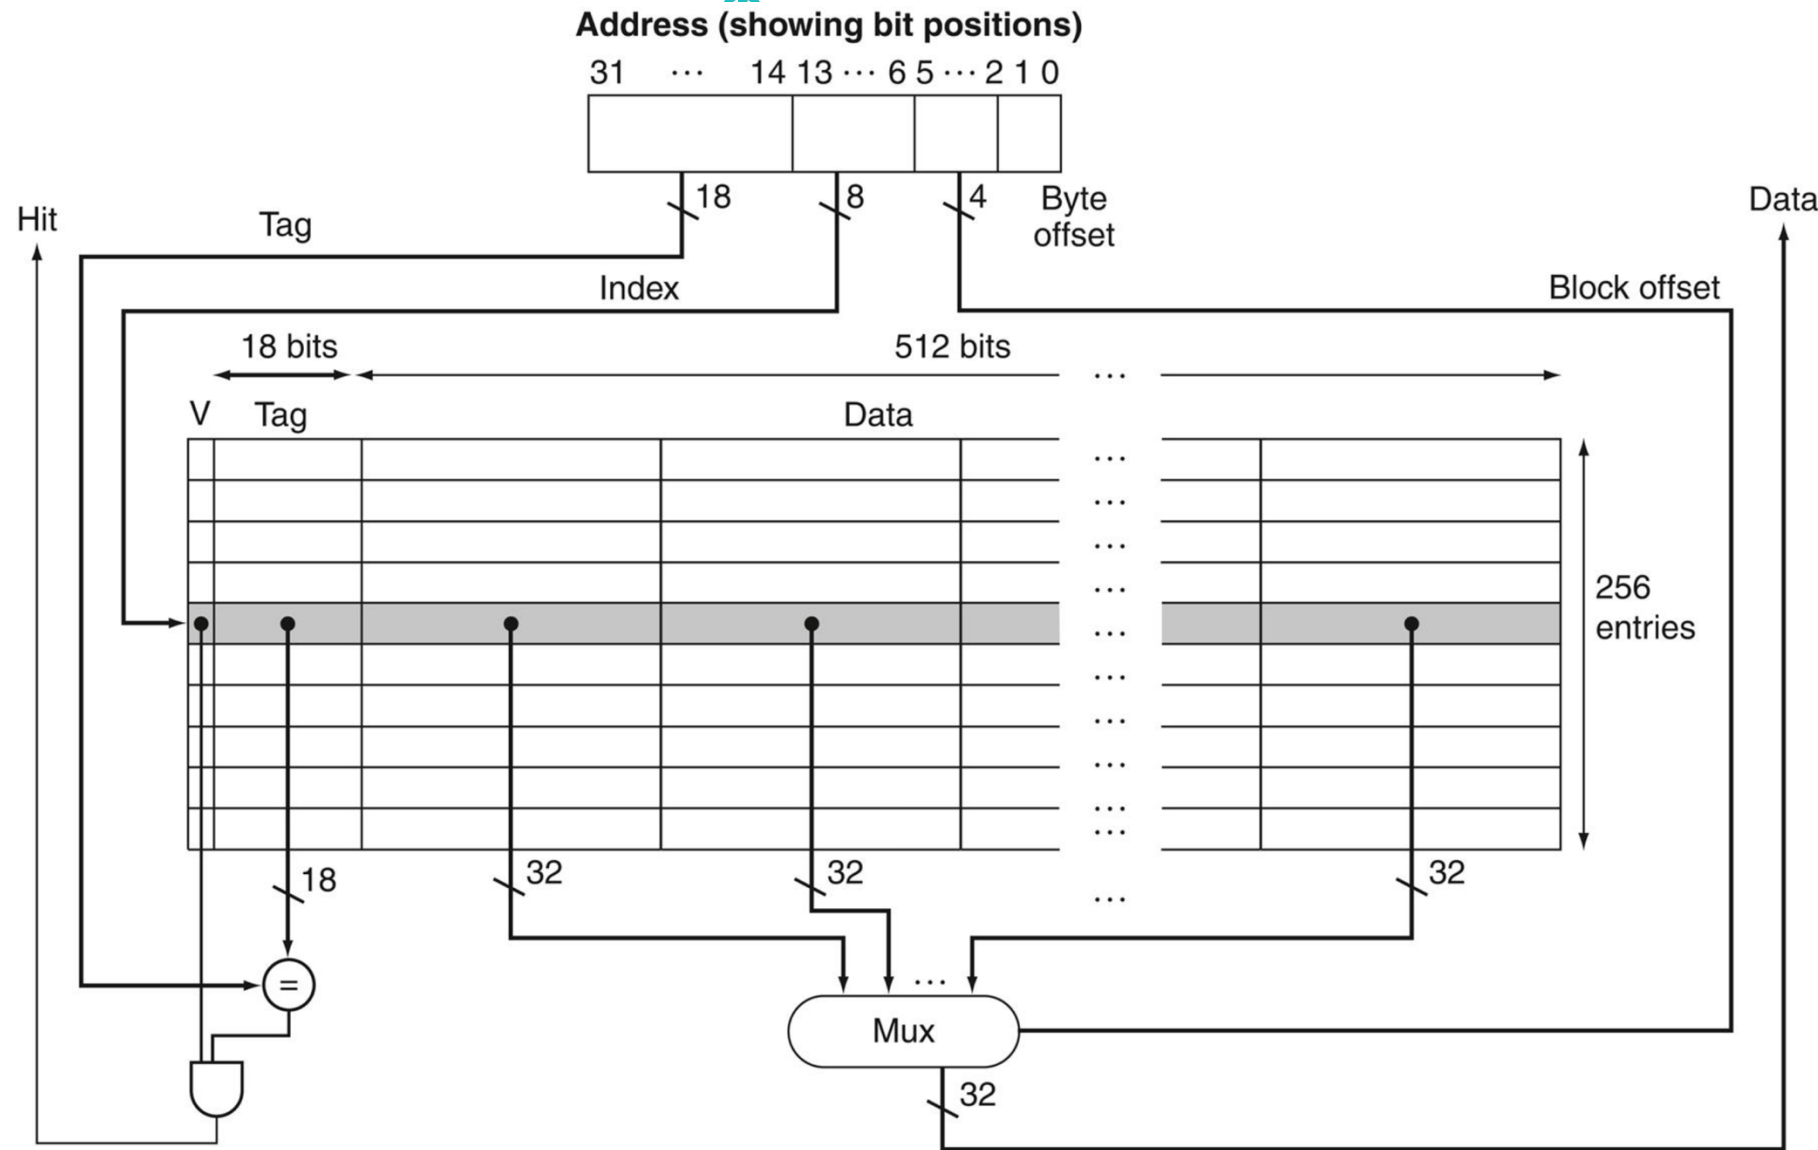 Address (showing bit positions)
31 ... 14 13 ... 6 5 ... 2 1 0
18
8
4
Byte
offset
Hit
Tag
Data
Index
Block offset
18 bits
512 bits
...
V
Tag
Data
...
...
...
...
...
...
...
...
...
...
256
entries
18
32
32
...
32
=
...
Mux
32